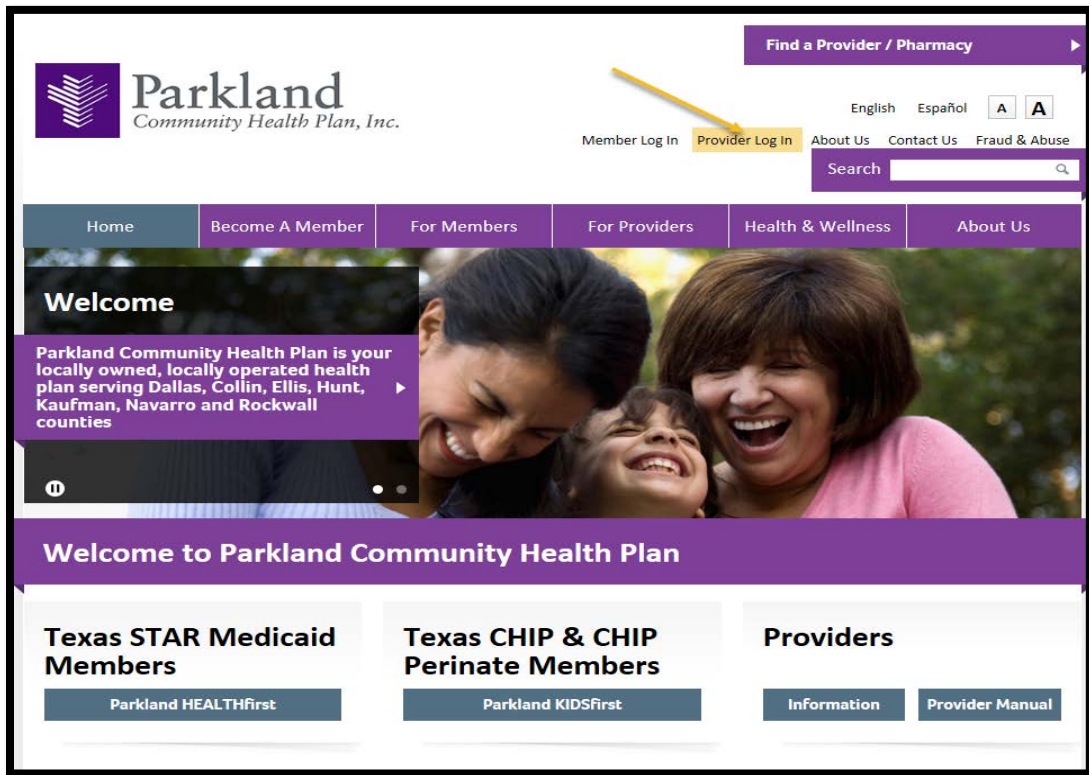 Find a Provider / Pharmacy
Parkland
Community Health Plan, Inc.
English Español A A
Member Log In Provider Log In About Us Contact Us Fraud & Abuse
Search
Home Become A Member For Members For Providers Health & Wellness About Us
Welcome
Parkland Community Health Plan is your
locally owned, locally operated health
plan serving Dallas, Collin, Ellis, Hunt,
Kaufman, Navarro and Rockwall
counties
Welcome to Parkland Community Health Plan
Texas STAR Medicaid
Members
Parkland HEALTHfirst
Texas CHIP & CHIP
Perinate Members
Parkland KIDSfirst
Providers
Information Provider Manual